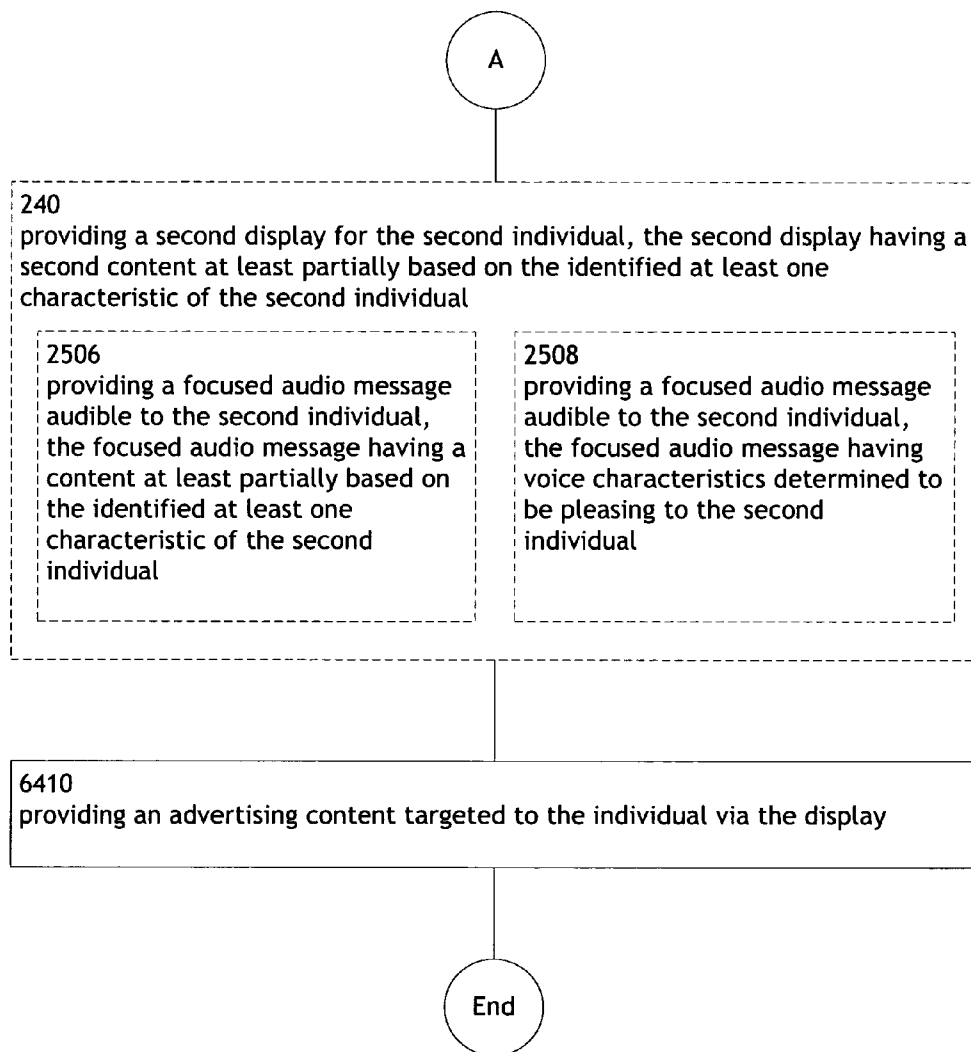 A
240
providing a second display for the second individual, the second display having a
second content at least partially based on the identified at least one
characteristic of the second individual
2506
providing a focused audio message
audible to the second individual,
the focused audio message having a
content at least partially based on
the identified at least one
characteristic of the second
individual
2508
providing a focused audio message
audible to the second individual,
the focused audio message having
voice characteristics determined to
be pleasing to the second
individual
6410
providing an advertising content targeted to the individual via the display
End